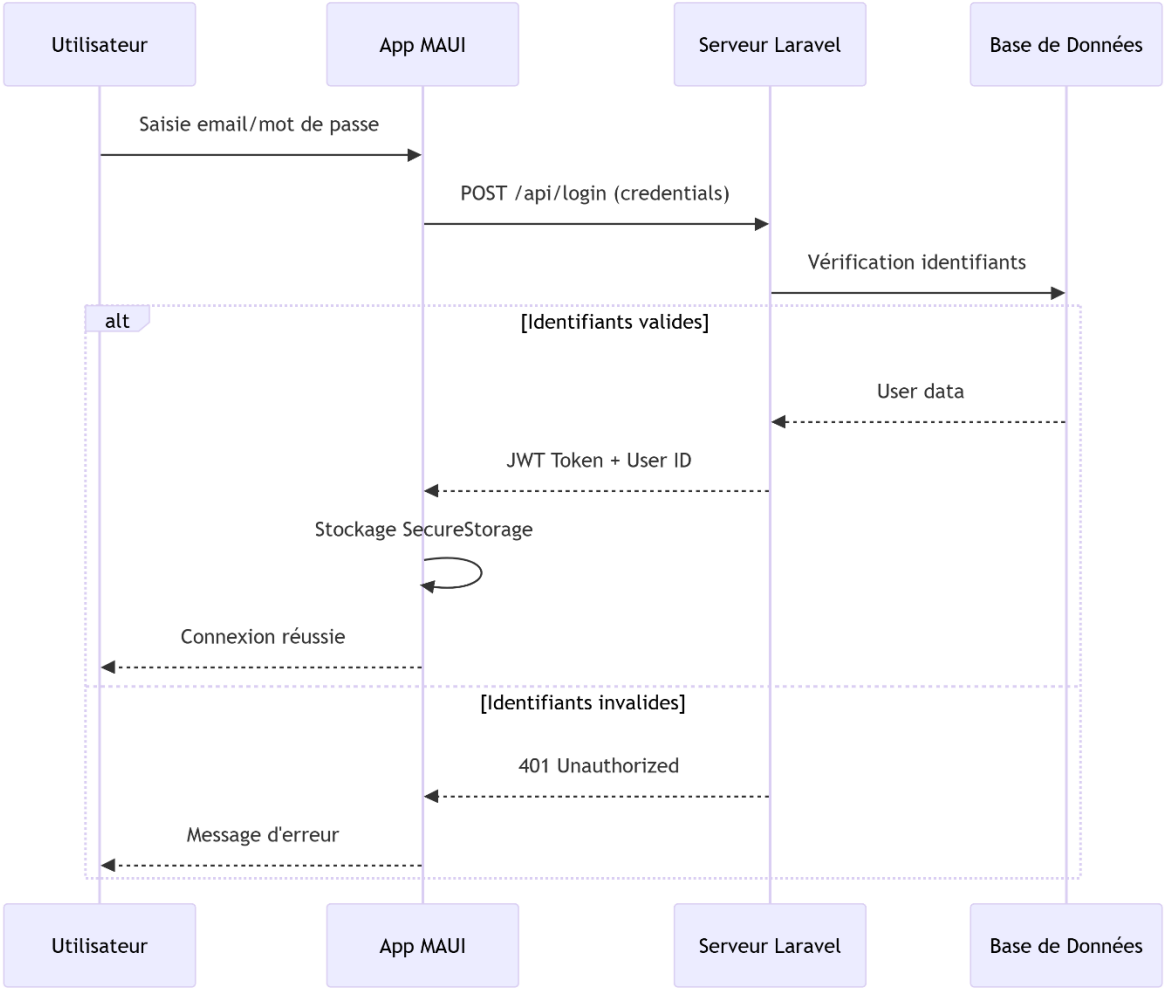 Utilisateur
App MAUI
Serveur Laravel
Base de Données
Saisie email/mot de passe
POST /api/login (credentials)
Vérification identifiants
alt
[Identifiants valides]
User data
JWT Token + User ID
Stockage SecureStorage
Connexion réussie
[Identifiants invalides]
401 Unauthorized
Message d'erreur
Utilisateur
App MAUI
Serveur Laravel
Base de Données